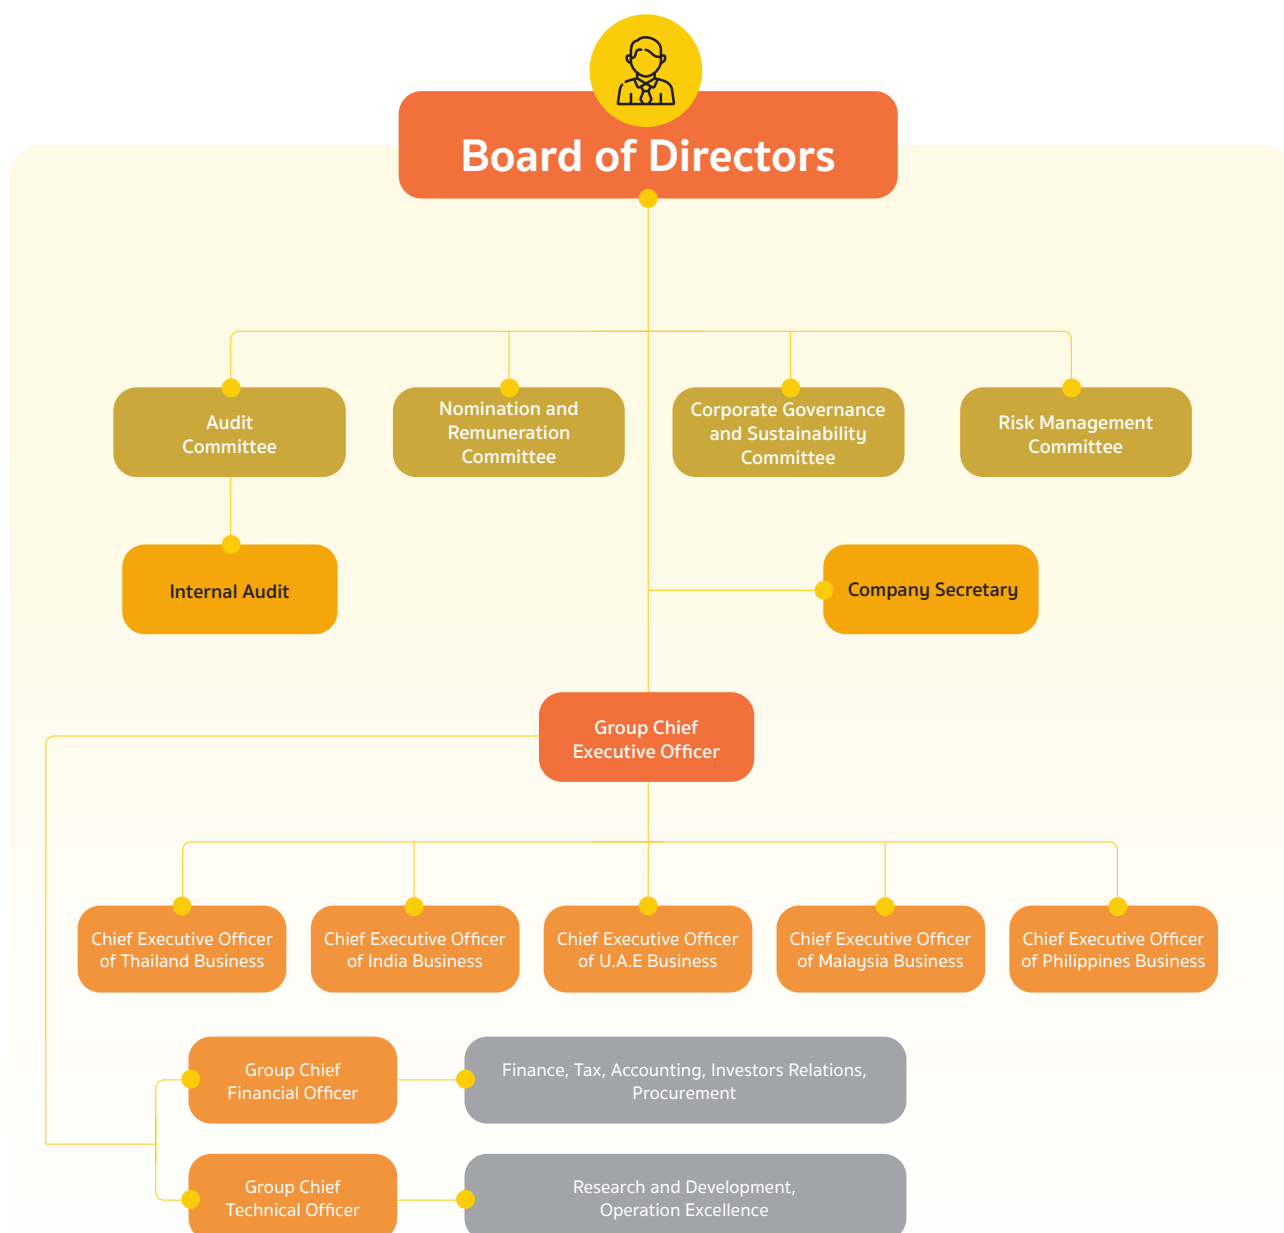 Board of Directors
Audit
Committee
Nomination and
Remuneration
Committee
Corporate Governance
and Sustainability
Committee
Risk Management
Committee
Internal Audit
Company Secretary
Group Chief
Executive Officer
Chief Executive Officer
of Thailand Business
Chief Executive Officer
of India Business
Chief Executive Officer
of U.A.E Business
Chief Executive Officer
of Malaysia Business
Chief Executive Officer
of Philippines Business
Group Chief
Financial Officer
Finance, Tax, Accounting, Investors Relations,
Procurement
Group Chief
Technical Officer
Research and Development,
Operation Excellence